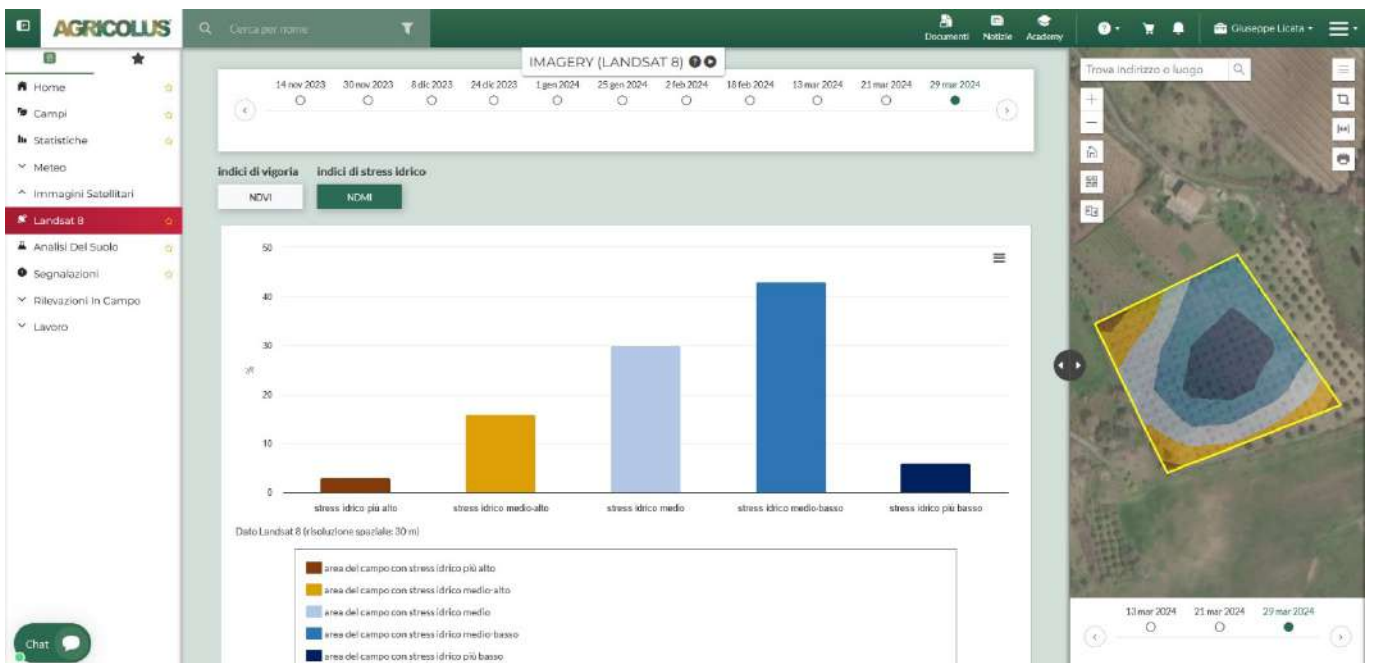 AGRICOLUS
Cerca per nome
Documenti
Notizie
Academy
Giuseppe Licata
Home
Campi
Statistiche
Meteo
Immagini Satellitari
Landsat 8
Analisi Del Suolo
Segnalazioni
Rilevazioni In Campo
Lavoro
Chat
IMAGERY (LANDSAT 8)
14 nov 2023 30 nov 2023 8 dic 2023 24 dic 2023 1 gen 2024 25 gen 2024 2 feb 2024 18 feb 2024 13 mar 2024 21 mar 2024 29 mar 2024
indici di vigoria indici di stress idrico
NDVI NDMI
50
40
30
%
20
10
0
stress idrico più alto stress idrico medio-alto stress idrico medio stress idrico medio-basso stress idrico più basso
Dato Landsat 8 (risoluzione spaziale: 30 m)
area del campo con stress idrico più alto
area del campo con stress idrico medio-alto
area del campo con stress idrico medio
area del campo con stress idrico medio-basso
area del campo con stress idrico più basso
Trova indirizzo o luogo
13 mar 2024 21 mar 2024 29 mar 2024